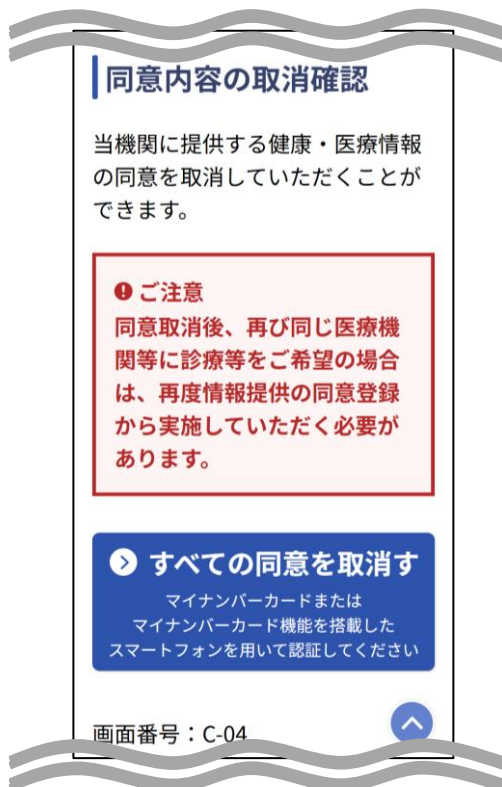 同意内容の取消確認
当機関に提供する健康・医療情報
の同意を取消していただくことが
できます。
ご注意
同意取消後、再び同じ医療機
関等に診療等をご希望の場合
は、再度情報提供の同意登録
から実施していただく必要が
あります。
すべての同意を取消す
マイナンバーカードまたは
マイナンバーカード機能を搭載した
スマートフォンを用いて認証してください
画面番号：C-04